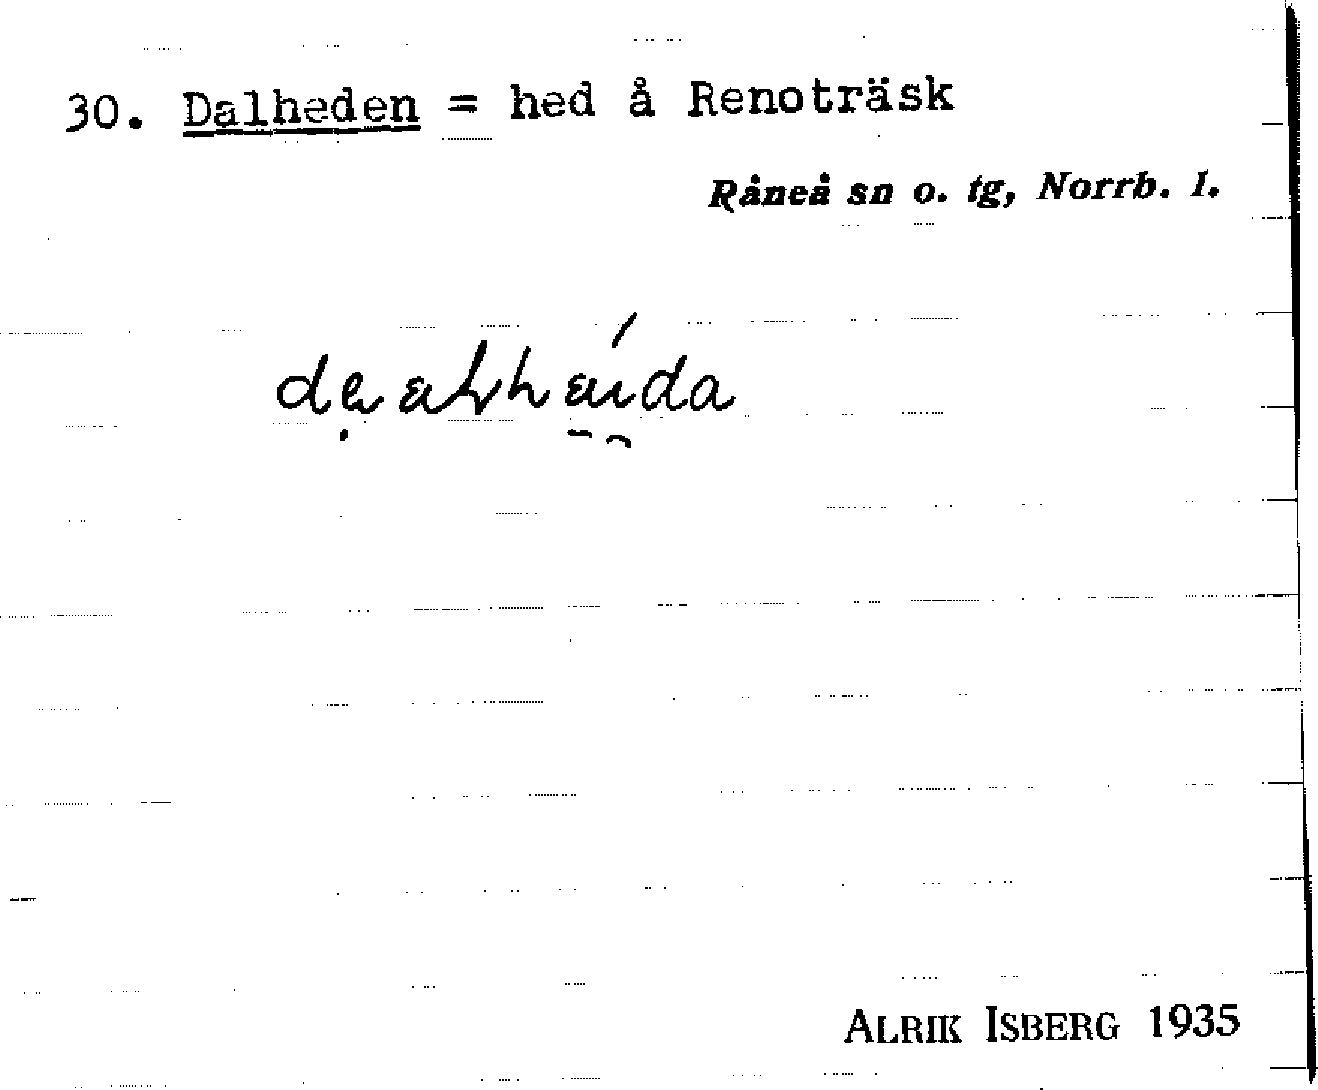 30. Dalheden = hed å Renoträsk
Råneå sn o. tg, Norrb. l.
ALRIK ISBERG 1935